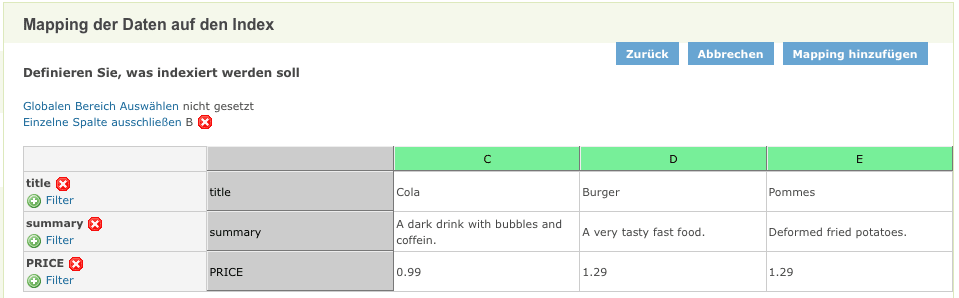 Mapping der Daten auf den Index
Zurück Abbrechen Mapping hinzufügen
Definieren Sie, was indexiert werden soll
Globalen Bereich Auswählen nicht gesetzt
Einzelne Spalte ausschließen B
C D E
title
Filter
title Cola Burger Pommes
summary
Filter
summary A dark drink with bubbles and
coffein. A very tasty fast food. Deformed fried potatoes.
PRICE
Filter
PRICE 0.99 1.29 1.29